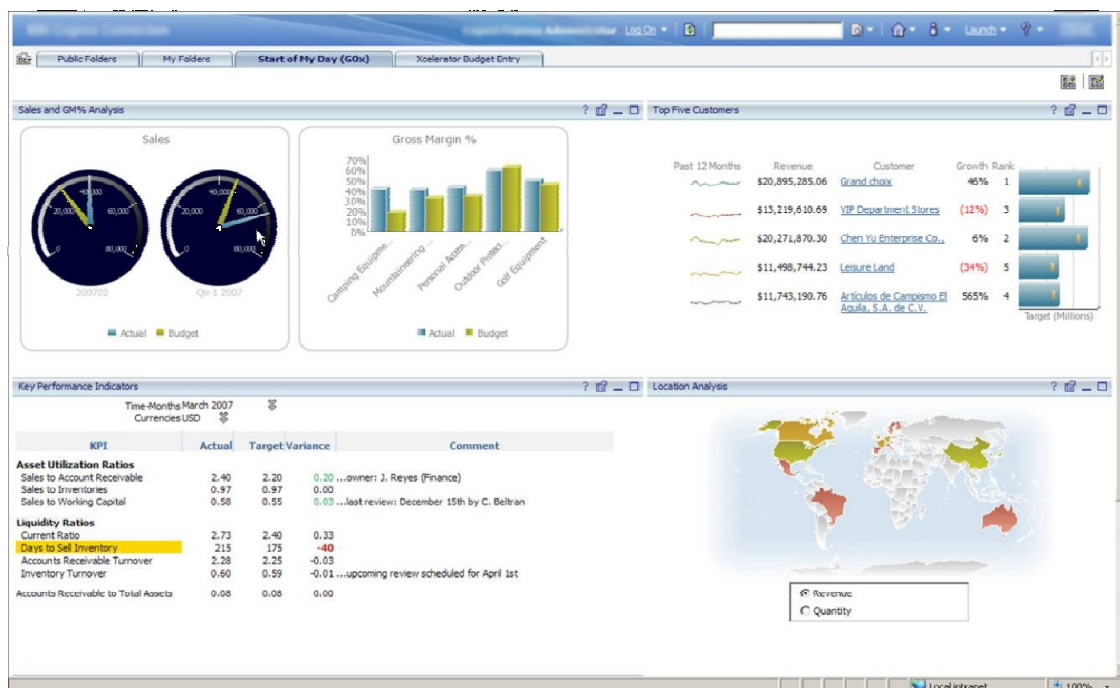 Administrator Log On Launch
Public Folders My Folders Start of My Day (G0x) Xcelerator Budget Entry
Sales and GM% Analysis
Sales
40,000
20,000 60,000
0 80,000
200702
40,000
20,000 60,000
0 80,000
Qtr-1 2007
Actual Budget
Gross Margin %
70%
60%
50%
40%
30%
20%
10%
0%
Camping Equipme...
Mountaineering ...
Personal Access...
Outdoor Protect...
Golf Equipment
Actual Budget
Top Five Customers
Past 12 Months Revenue Customer Growth Rank
$20,895,285.06 Grand choix 46% 1
$13,219,610.69 VIP Department Stores (12%) 3
$20,271,870.30 Chen Yu Enterprise Co., 6% 2
$11,498,744.23 Leisure Land (34%) 5
$11,743,190.76 Artículos de Campismo El 565% 4
Aguila, S.A. de C.V.
Target (Millions)
Key Performance Indicators
Time-Months March 2007
Currencies USD
KPI Actual Target Variance Comment
Asset Utilization Ratios
Sales to Account Receivable 2.40 2.20 0.20 ...owner: J. Reyes (Finance)
Sales to Inventories 0.97 0.97 0.00
Sales to Working Capital 0.58 0.55 0.03 ...last review: December 15th by C. Beltran
Liquidity Ratios
Current Ratio 2.73 2.40 0.33
Days to Sell Inventory 215 175 -40
Accounts Receivable Turnover 2.28 2.25 -0.03
Inventory Turnover 0.60 0.59 -0.01 ...upcoming review scheduled for April 1st
Accounts Receivable to Total Assets 0.08 0.08 0.00
Location Analysis
Revenue
Quantity
Local intranet 100%